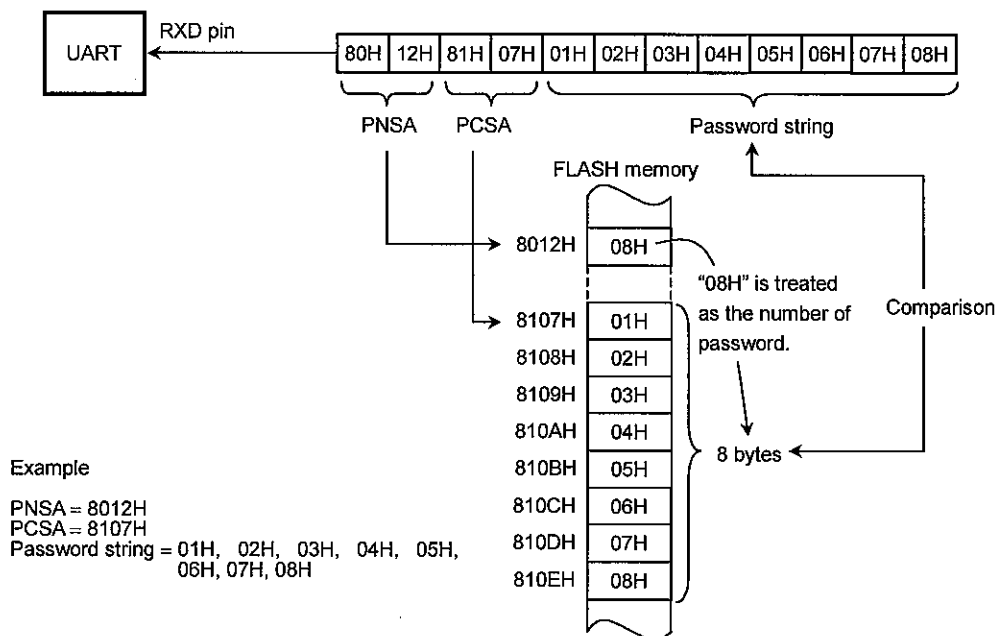 UART
RXD pin
80H 12H 81H 07H 01H 02H 03H 04H 05H 06H 07H 08H
PNSA
PCSA
Password string
FLASH memory
8012H 08H
"08H" is treated
as the number of
password.
Comparison
8107H 01H
8108H 02H
8109H 03H
810AH 04H
810BH 05H
810CH 06H
810DH 07H
810EH 08H
8 bytes
Example
PNSA = 8012H
PCSA = 8107H
Password string = 01H, 02H, 03H, 04H, 05H,
06H, 07H, 08H